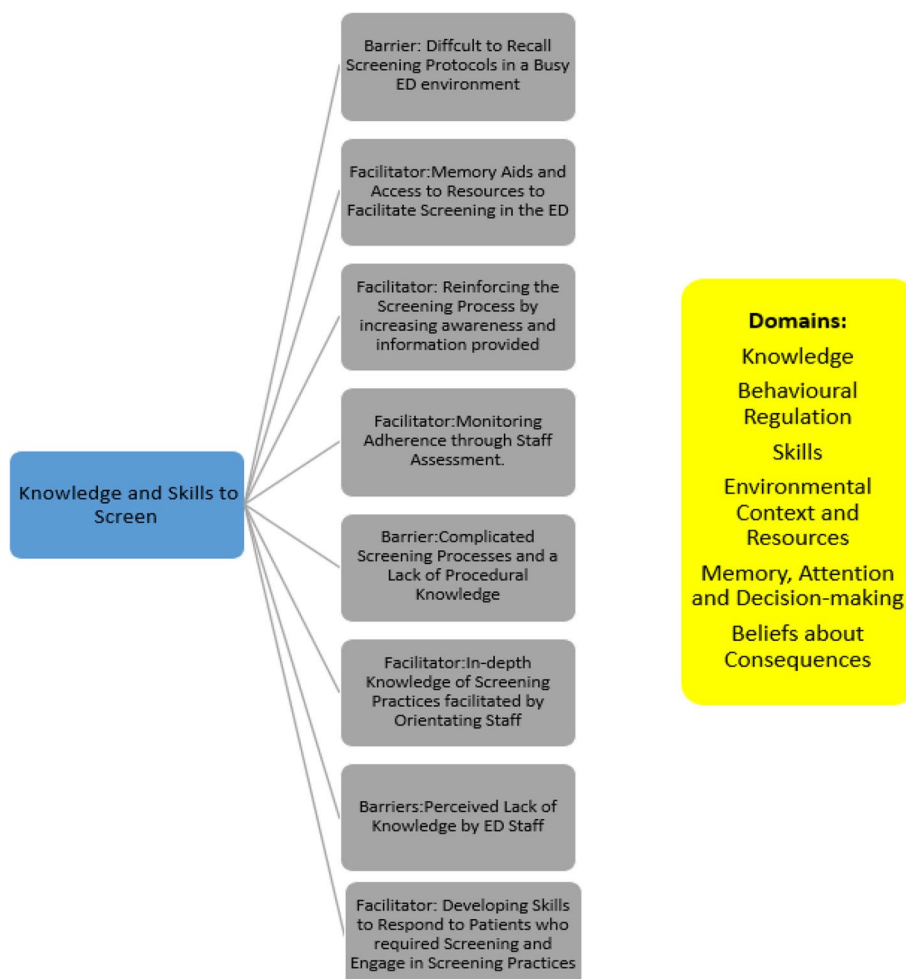 Barrier: Diffcult to Recall
Screening Protocols in a Busy
ED environment
Facilitator:Memory Aids and
Access to Resources to
Facilitate Screening in the ED
Facilitator: Reinforcing the
Screening Process by
increasing awareness and
information provided
Facilitator:Monitoring
Adherence through Staff
Assessment.
Knowledge and Skills to
Screen
Barrier:Complicated
Screening Processes and a
Lack of Procedural
Knowledge
Facilitator:In-depth
Knowledge of Screening
Practices facilitated by
Orientating Staff
Barriers:Perceived Lack of
Knowledge by ED Staff
Facilitator: Developing Skills
to Respond to Patients who
required Screening and
Engage in Screening Practices
Domains:
Knowledge
Behavioural
Regulation
Skills
Environmental
Context and
Resources
Memory, Attention
and Decision-making
Beliefs about
Consequences